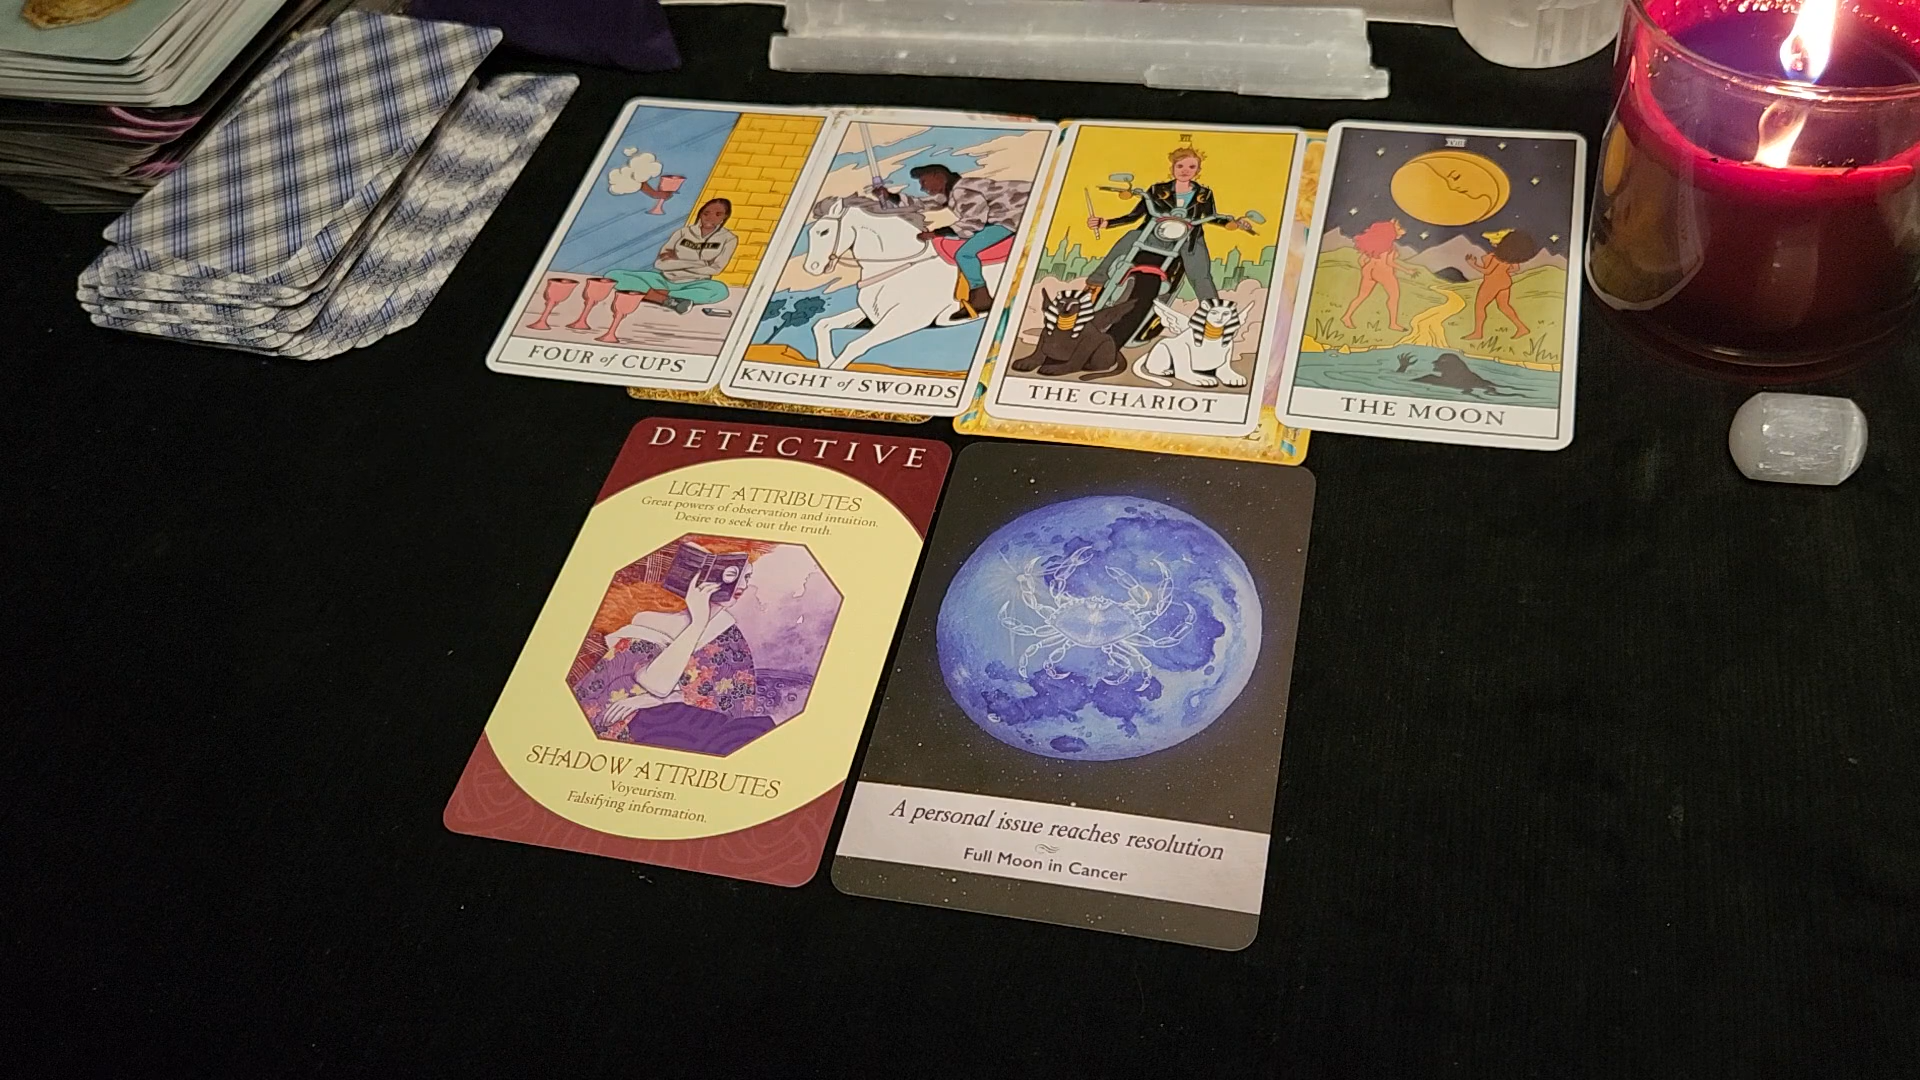 FOUR of CUPS
KNIGHT of SWORDS
VII
THE CHARIOT
XVIII
THE MOON
DETECTIVE
LIGHT ATTRIBUTES
Great powers of observation and intuition.
Desire to seek out the truth.
SHADOW ATTRIBUTES
Voyeurism.
Falsifying information.
A personal issue reaches resolution
Full Moon in Cancer